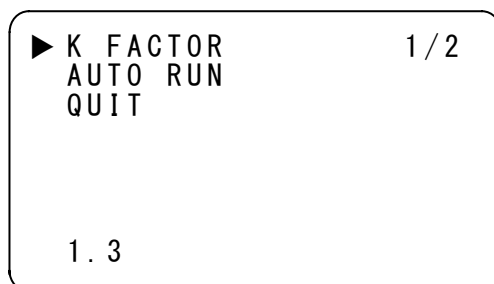 ▶ K FACTOR 1/2
AUTO RUN
QUIT
1.3